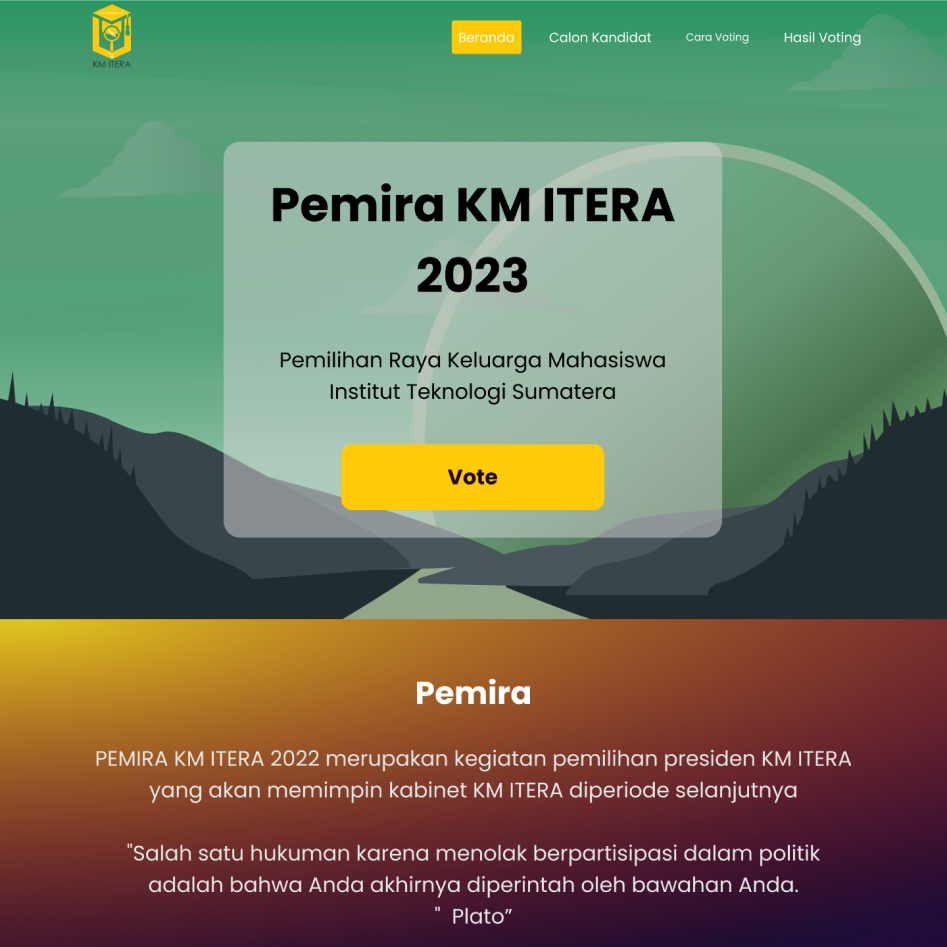 KM ITERA
Beranda
Calon Kandidat
Cara Voting
Hasil Voting
Pemira KM ITERA
2023
Pemilihan Raya Keluarga Mahasiswa
Institut Teknologi Sumatera
Vote
Pemira
PEMIRA KM ITERA 2022 merupakan kegiatan pemilihan presiden KM ITERA
yang akan memimpin kabinet KM ITERA diperiode selanjutnya
"Salah satu hukuman karena menolak berpartisipasi dalam politik
adalah bahwa Anda akhirnya diperintah oleh bawahan Anda.
" Plato”